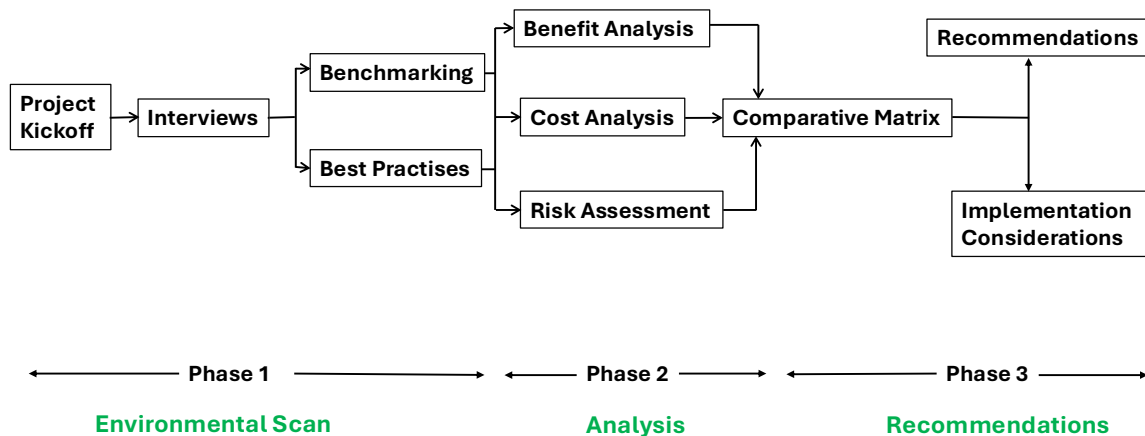 Project
Kickoff
Interviews
Benchmarking
Best Practises
Benefit Analysis
Cost Analysis
Risk Assessment
Comparative Matrix
Recommendations
Implementation
Considerations
Phase 1
Phase 2
Phase 3
Environmental Scan
Analysis
Recommendations